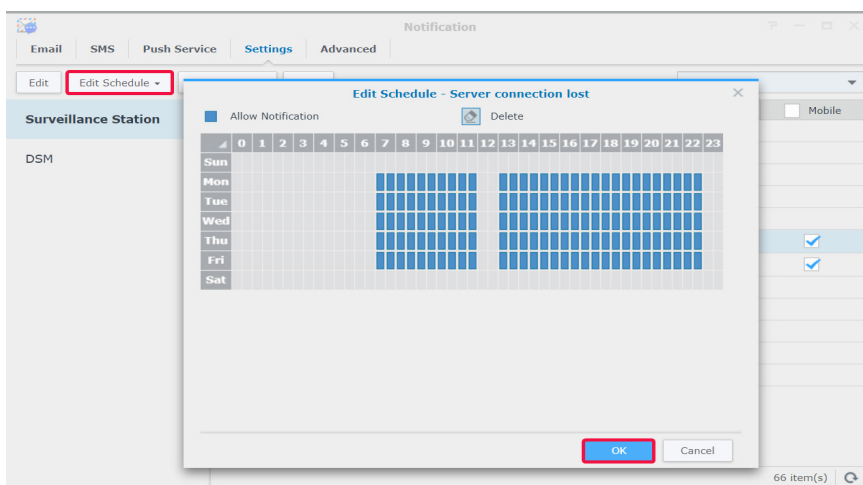 Notification
Email SMS Push Service Settings Advanced
Edit Edit Schedule
Edit Schedule - Server connection lost
Allow Notification Delete
Surveillance Station
Mobile
DSM
0 1 2 3 4 5 6 7 8 9 10 11 12 13 14 15 16 17 18 19 20 21 22 23
Sun
Mon
Tue
Wed
Thu
Fri
Sat
OK Cancel
66 item(s)